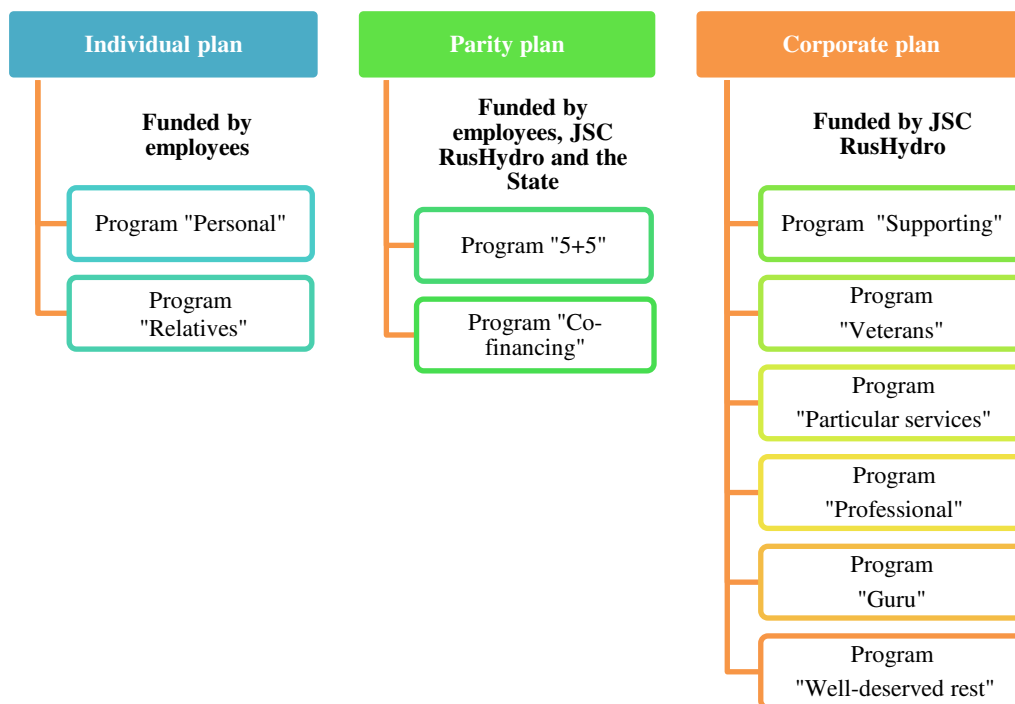 Individual plan
Funded by
employees
Program "Personal"
Program
"Relatives"
Parity plan
Funded by
employees, JSC
RusHydro and the
State
Program "5+5"
Program "Co-
financing"
Corporate plan
Funded by JSC
RusHydro
Program "Supporting"
Program
"Veterans"
Program
"Particular services"
Program
"Professional"
Program
"Guru"
Program
"Well-deserved rest"